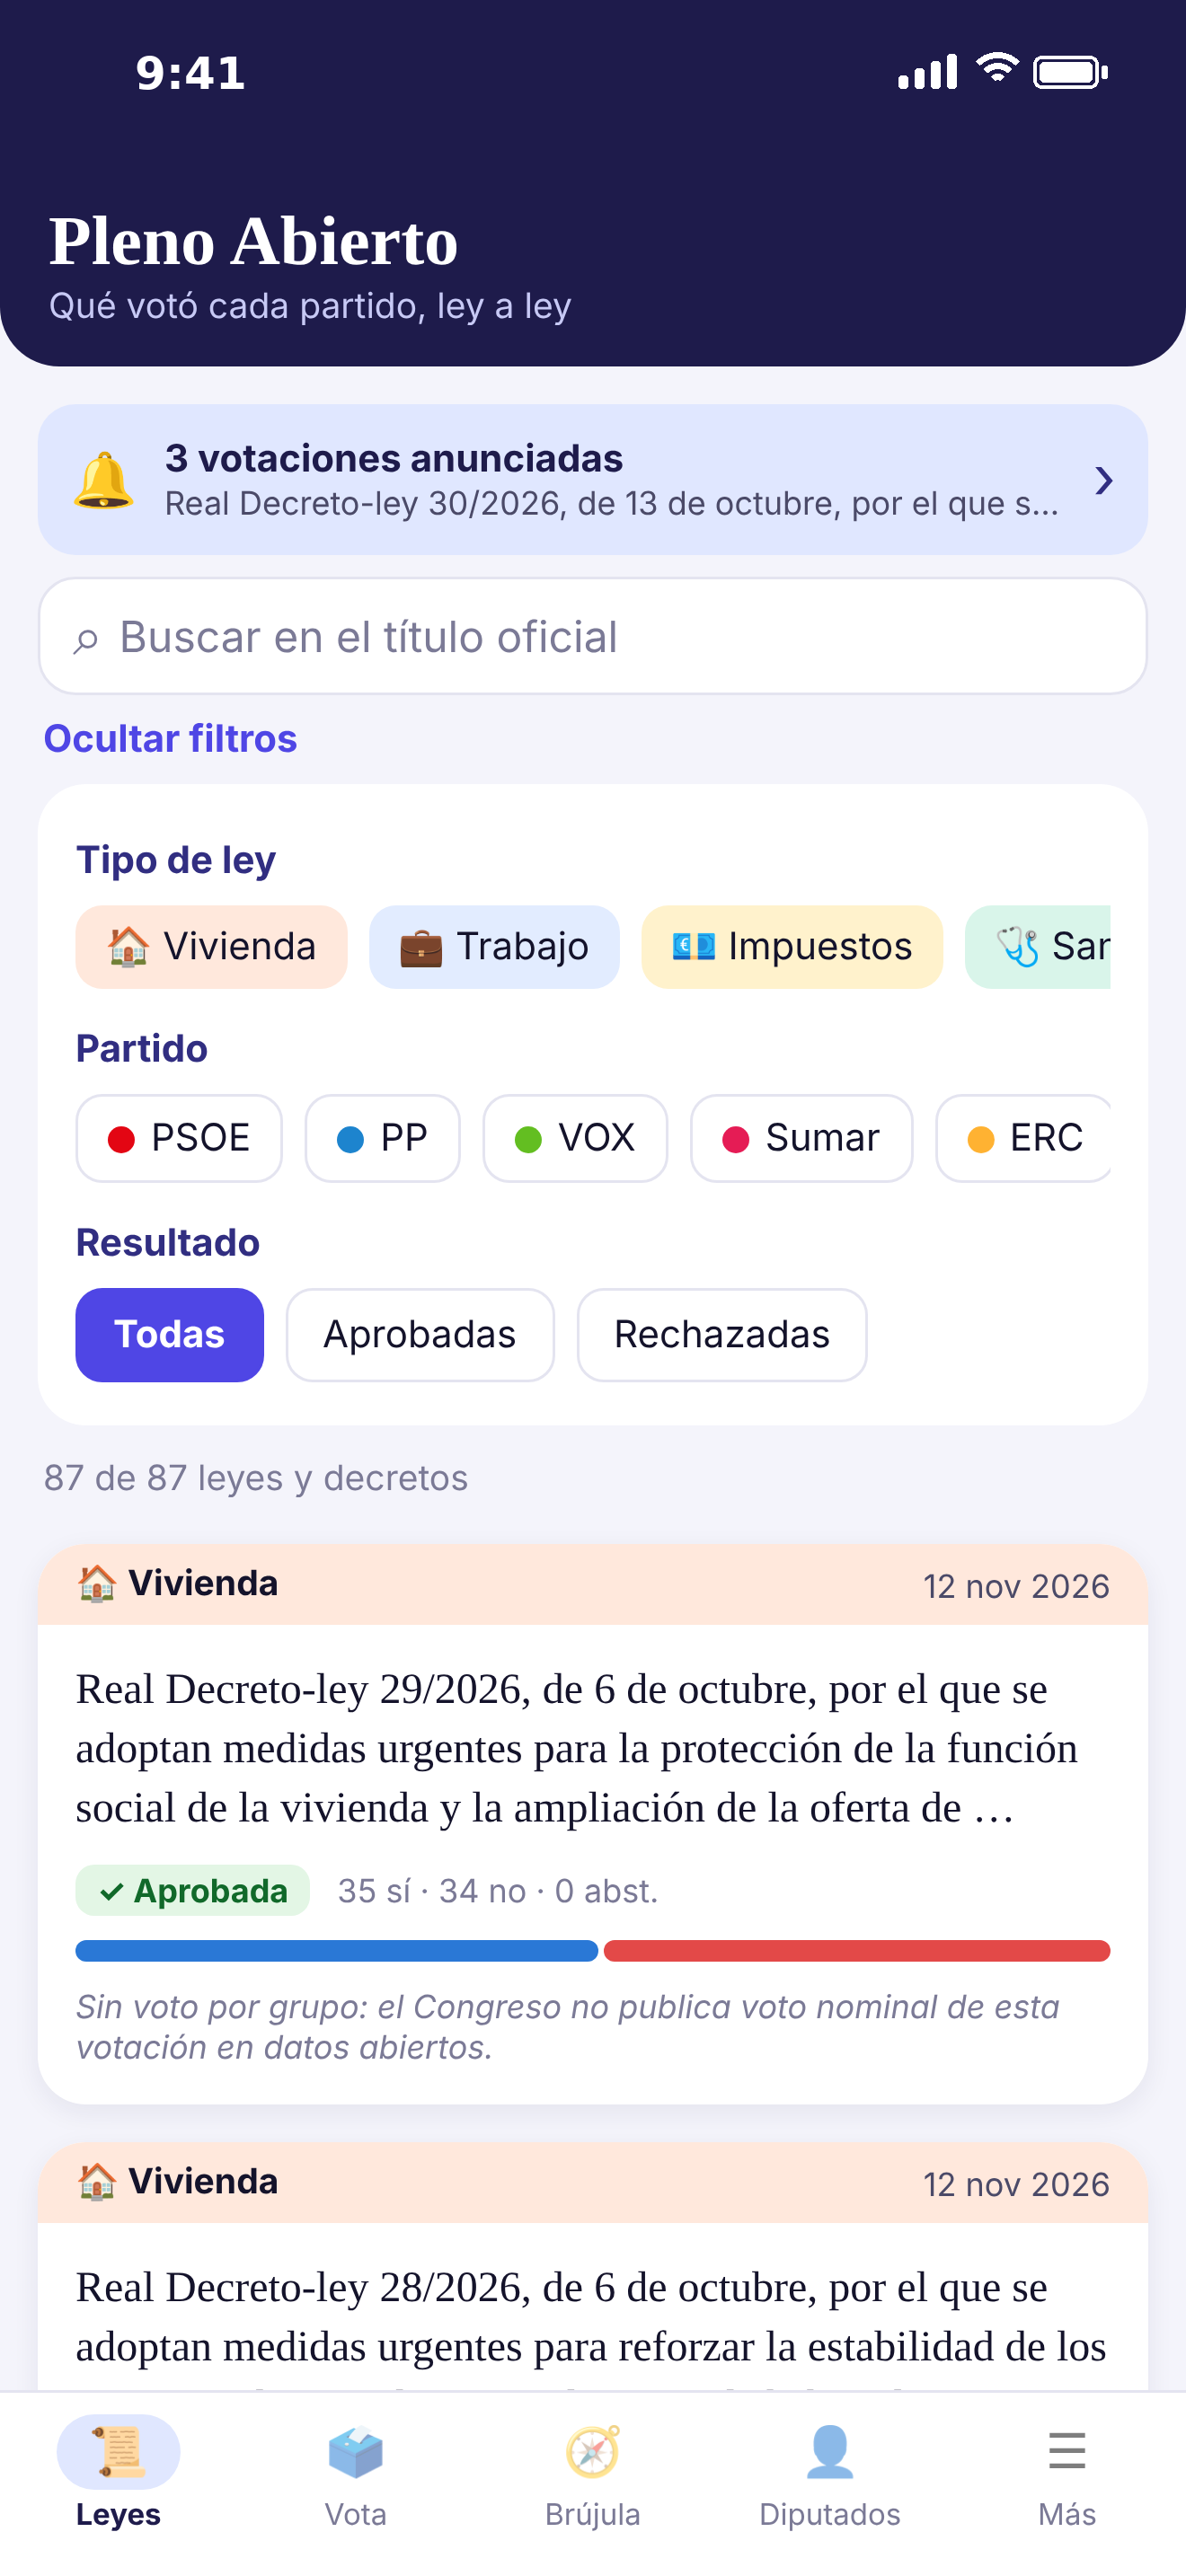 9:41
Pleno Abierto
Qué votó cada partido, ley a ley
3 votaciones anunciadas
Real Decreto-ley 30/2026, de 13 de octubre, por el que s...
Buscar en el título oficial
Ocultar filtros
Tipo de ley
Vivienda
Trabajo
Impuestos
Partido
PSOE
PP
VOX
Sumar
ERC
Resultado
Todas
Aprobadas
Rechazadas
87 de 87 leyes y decretos
Vivienda
12 nov 2026
Real Decreto-ley 29/2026, de 6 de octubre, por el que se
adoptan medidas urgentes para la protección de la función
social de la vivienda y la ampliación de la oferta de …
✓ Aprobada
35 sí · 34 no · 0 abst.
Sin voto por grupo: el Congreso no publica voto nominal de esta
votación en datos abiertos.
Vivienda
12 nov 2026
Real Decreto-ley 28/2026, de 6 de octubre, por el que se
adoptan medidas urgentes para reforzar la estabilidad de los
Leyes
Vota
Brújula
Diputados
Más